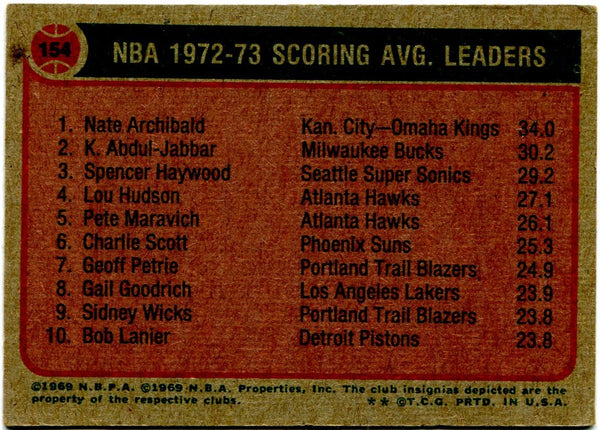 154 NBA 1972-73 SCORING AVG. LEADERS
1. Nate Archibald Kan. City—Omaha Kings 34.0
2. K. Abdul-Jabbar Milwaukee Bucks 30.2
3. Spencer Haywood Seattle Super Sonics 29.2
4. Lou Hudson Atlanta Hawks 27.1
5. Pete Maravich Atlanta Hawks 26.1
6. Charlie Scott Phoenix Suns 25.3
7. Geoff Petrie Portland Trail Blazers 24.9
8. Gail Goodrich Los Angeles Lakers 23.9
9. Sidney Wicks Portland Trail Blazers 23.8
10. Bob Lanier Detroit Pistons 23.8
©1969 N.B.P.A. ©1969 N.B.A. Properties, Inc. The club insignias depicted are the
property of the respective clubs. ** ©T.C.G. PRTD. IN U.S.A.